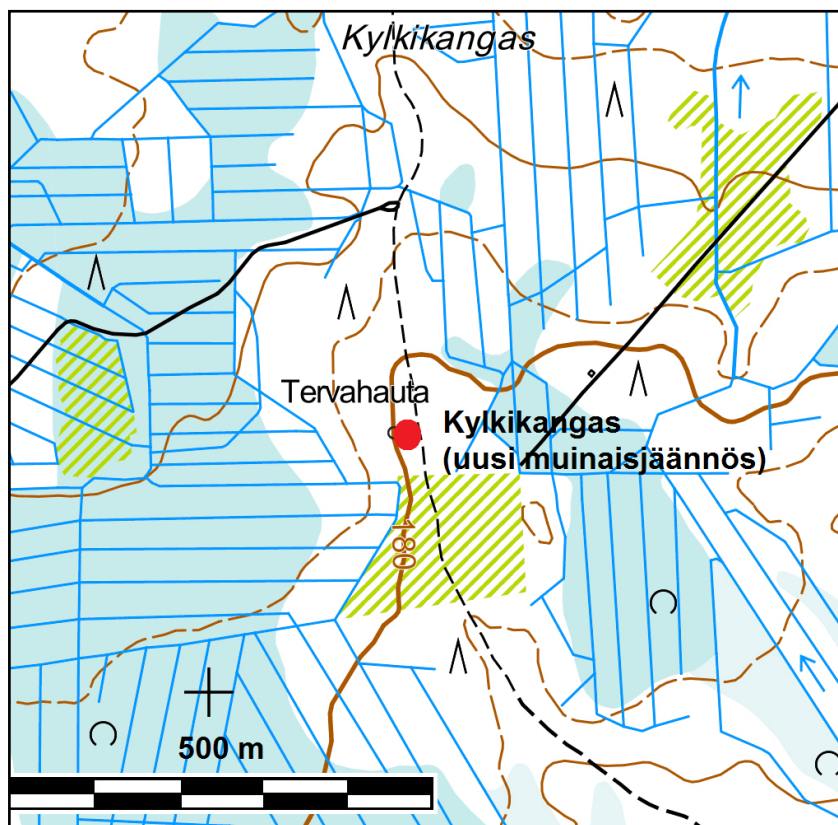 Kylkikangas
Tervahauta
Kylkikangas
(uusi muinaisjäännös)
180
500 m